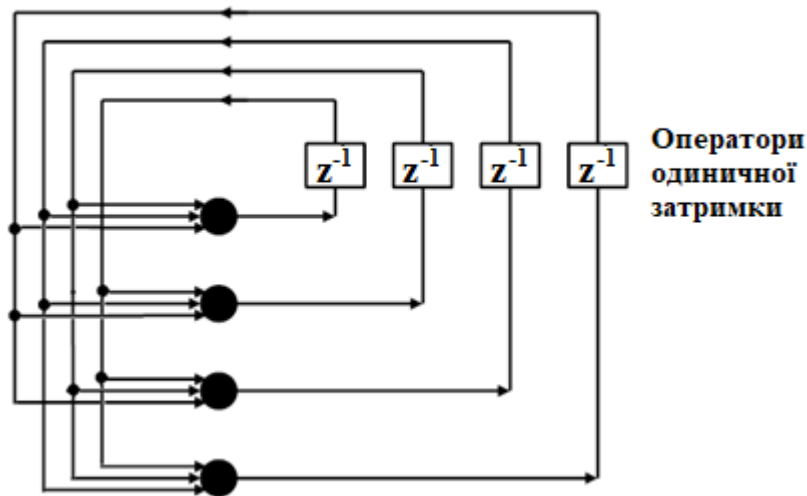 z⁻¹ z⁻¹ z⁻¹ z⁻¹
Оператори
одиничної
затримки